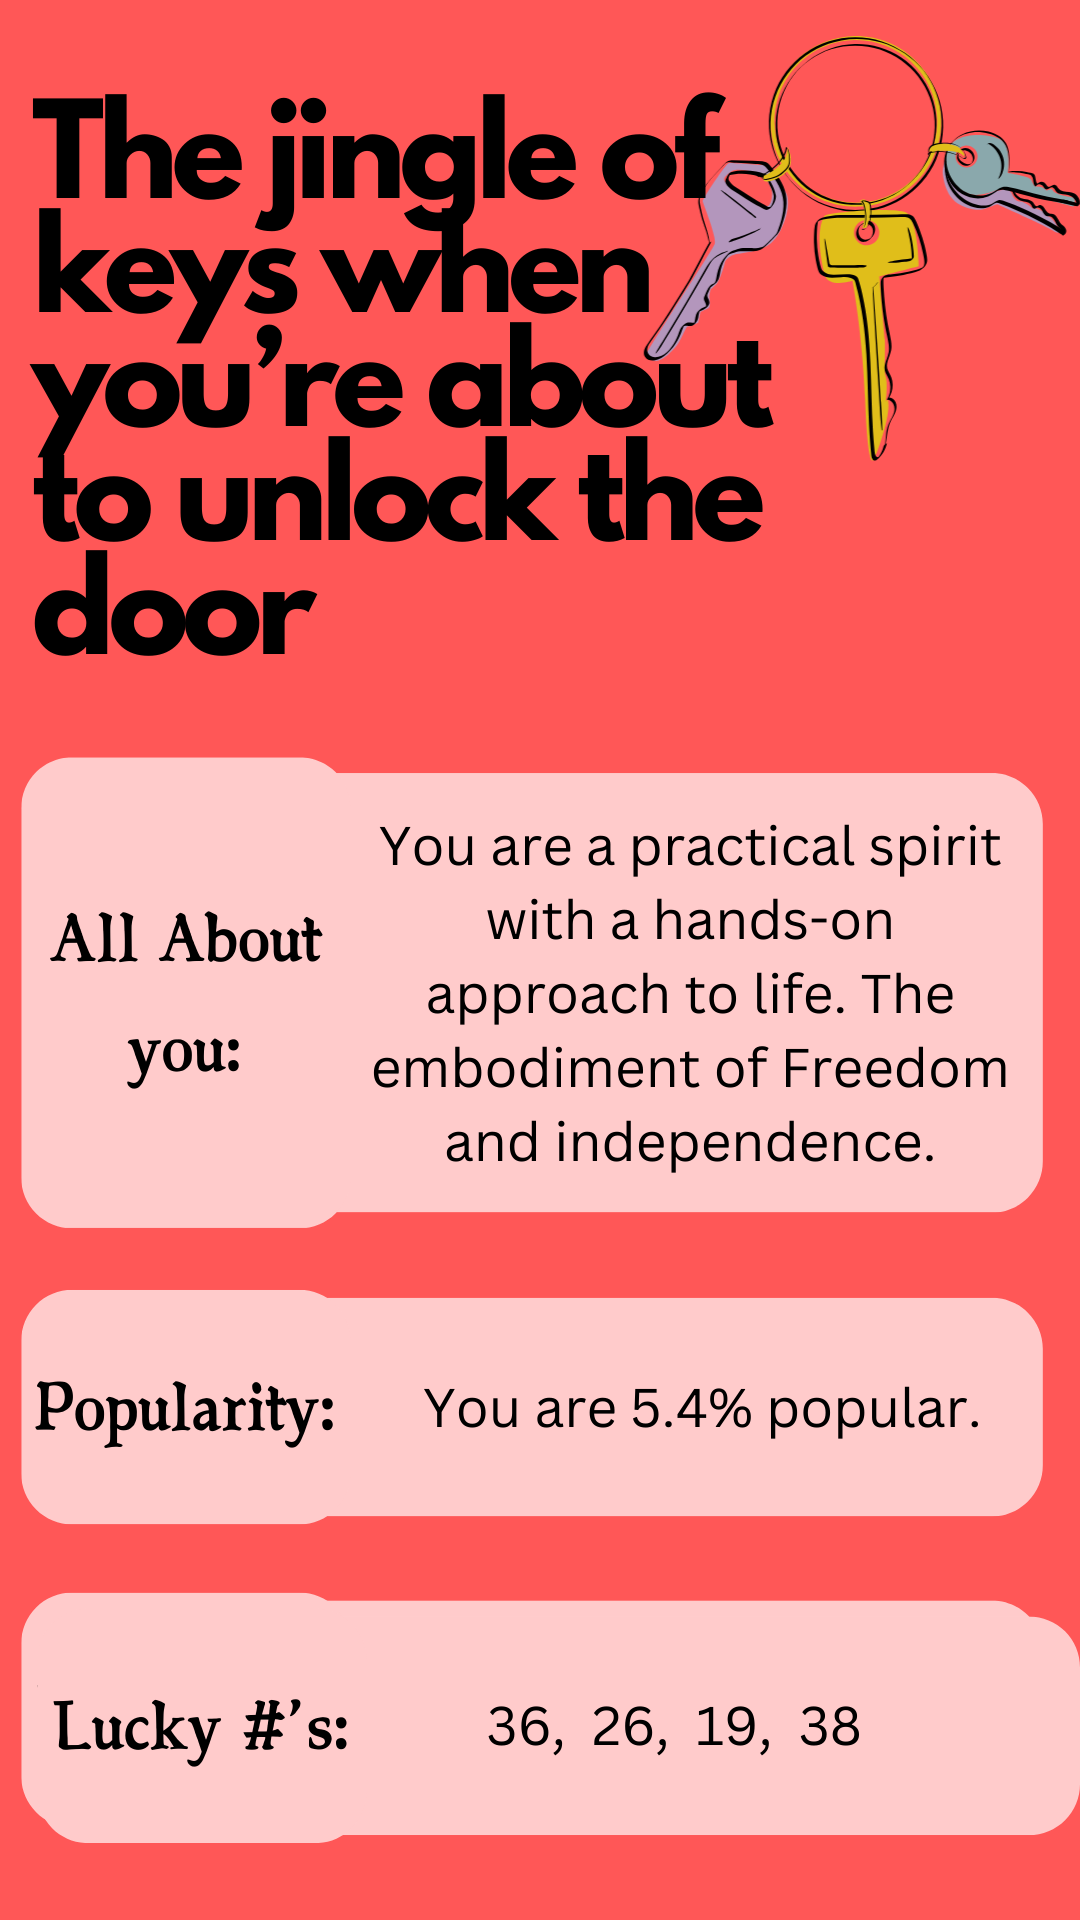 The jingle of
keys when
you’re about
to unlock the
door
All About
you:
You are a practical spirit
with a hands-on
approach to life. The
embodiment of Freedom
and independence.
Popularity:
You are 5.4% popular.
Lucky #’s:
36, 26, 19, 38